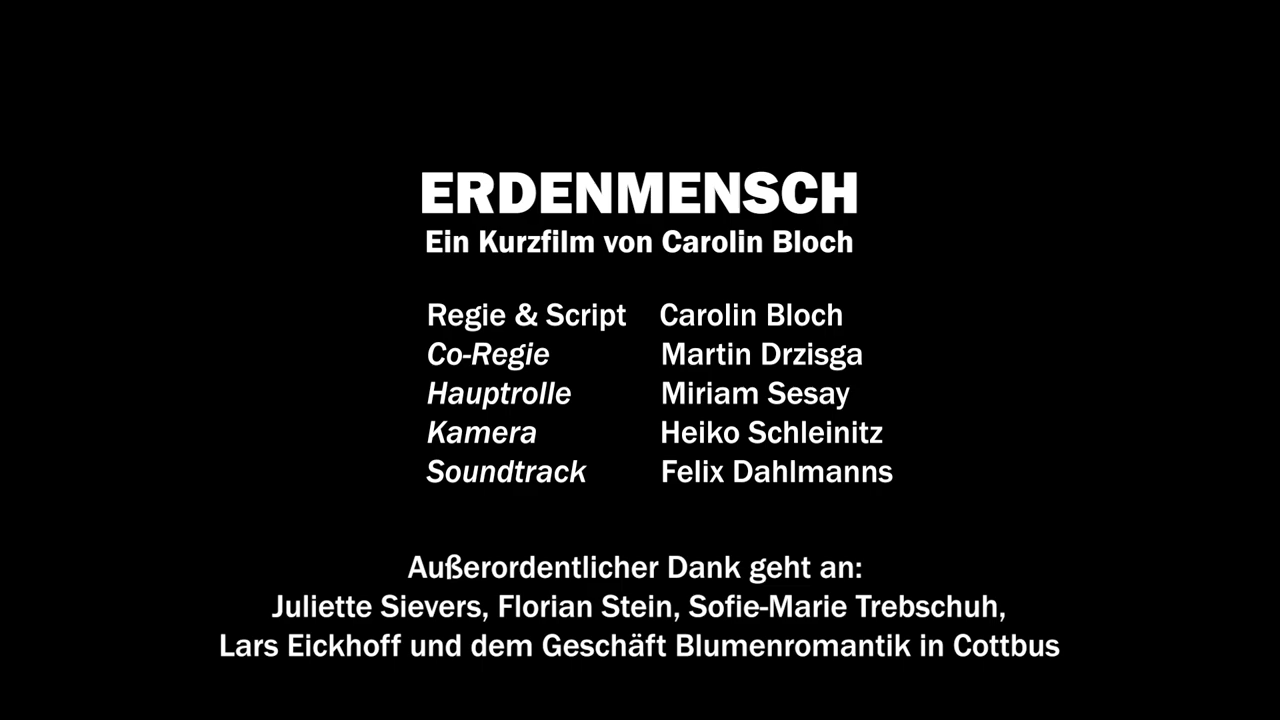 ERDENMENSCH
Ein Kurzfilm von Carolin Bloch
Regie & Script Carolin Bloch
Co-Regie Martin Drzisga
Hauptrolle Miriam Sesay
Kamera Heiko Schleinitz
Soundtrack Felix Dahlmanns
Außerordentlicher Dank geht an:
Juliette Sievers, Florian Stein, Sofie-Marie Trebschuh,
Lars Eickhoff und dem Geschäft Blumenromantik in Cottbus